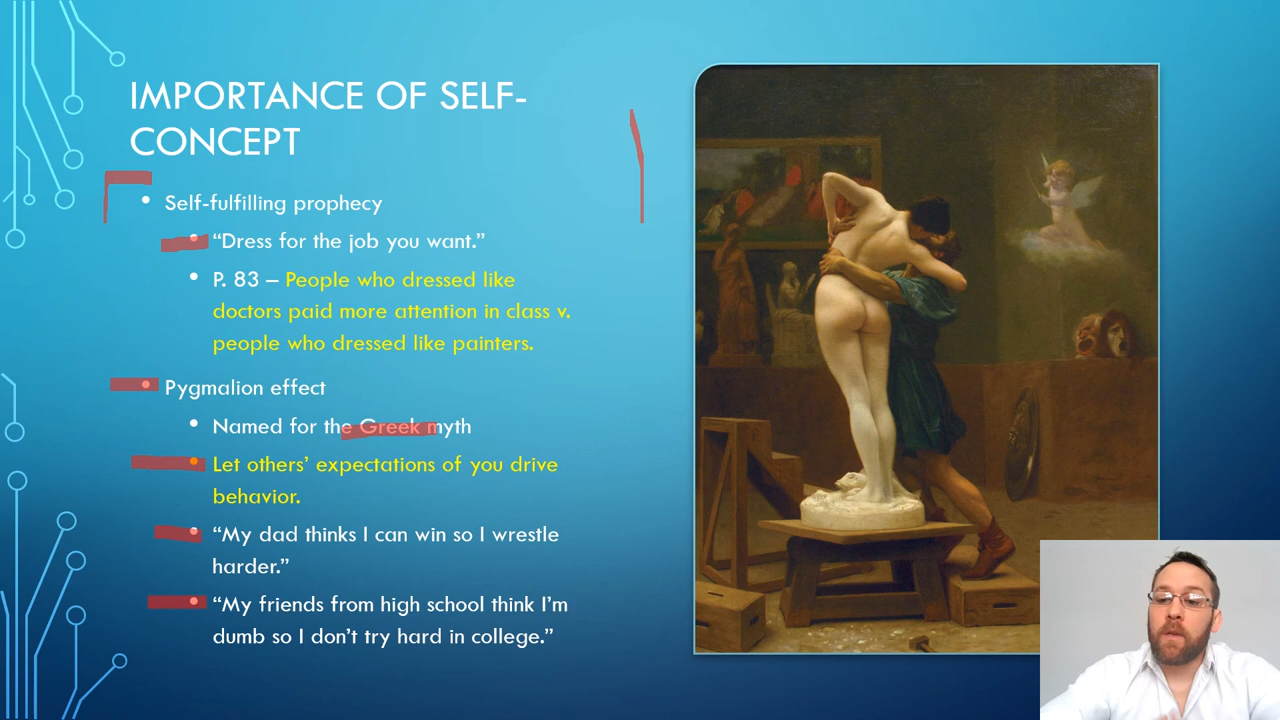 IMPORTANCE OF SELF-
CONCEPT
• Self-fulfilling prophecy
• “Dress for the job you want.”
• P. 83 – People who dressed like
doctors paid more attention in class v.
people who dressed like painters.
• Pygmalion effect
• Named for the Greek myth
• Let others’ expectations of you drive
behavior.
• “My dad thinks I can win so I wrestle
harder.”
• “My friends from high school think I’m
dumb so I don’t try hard in college.”